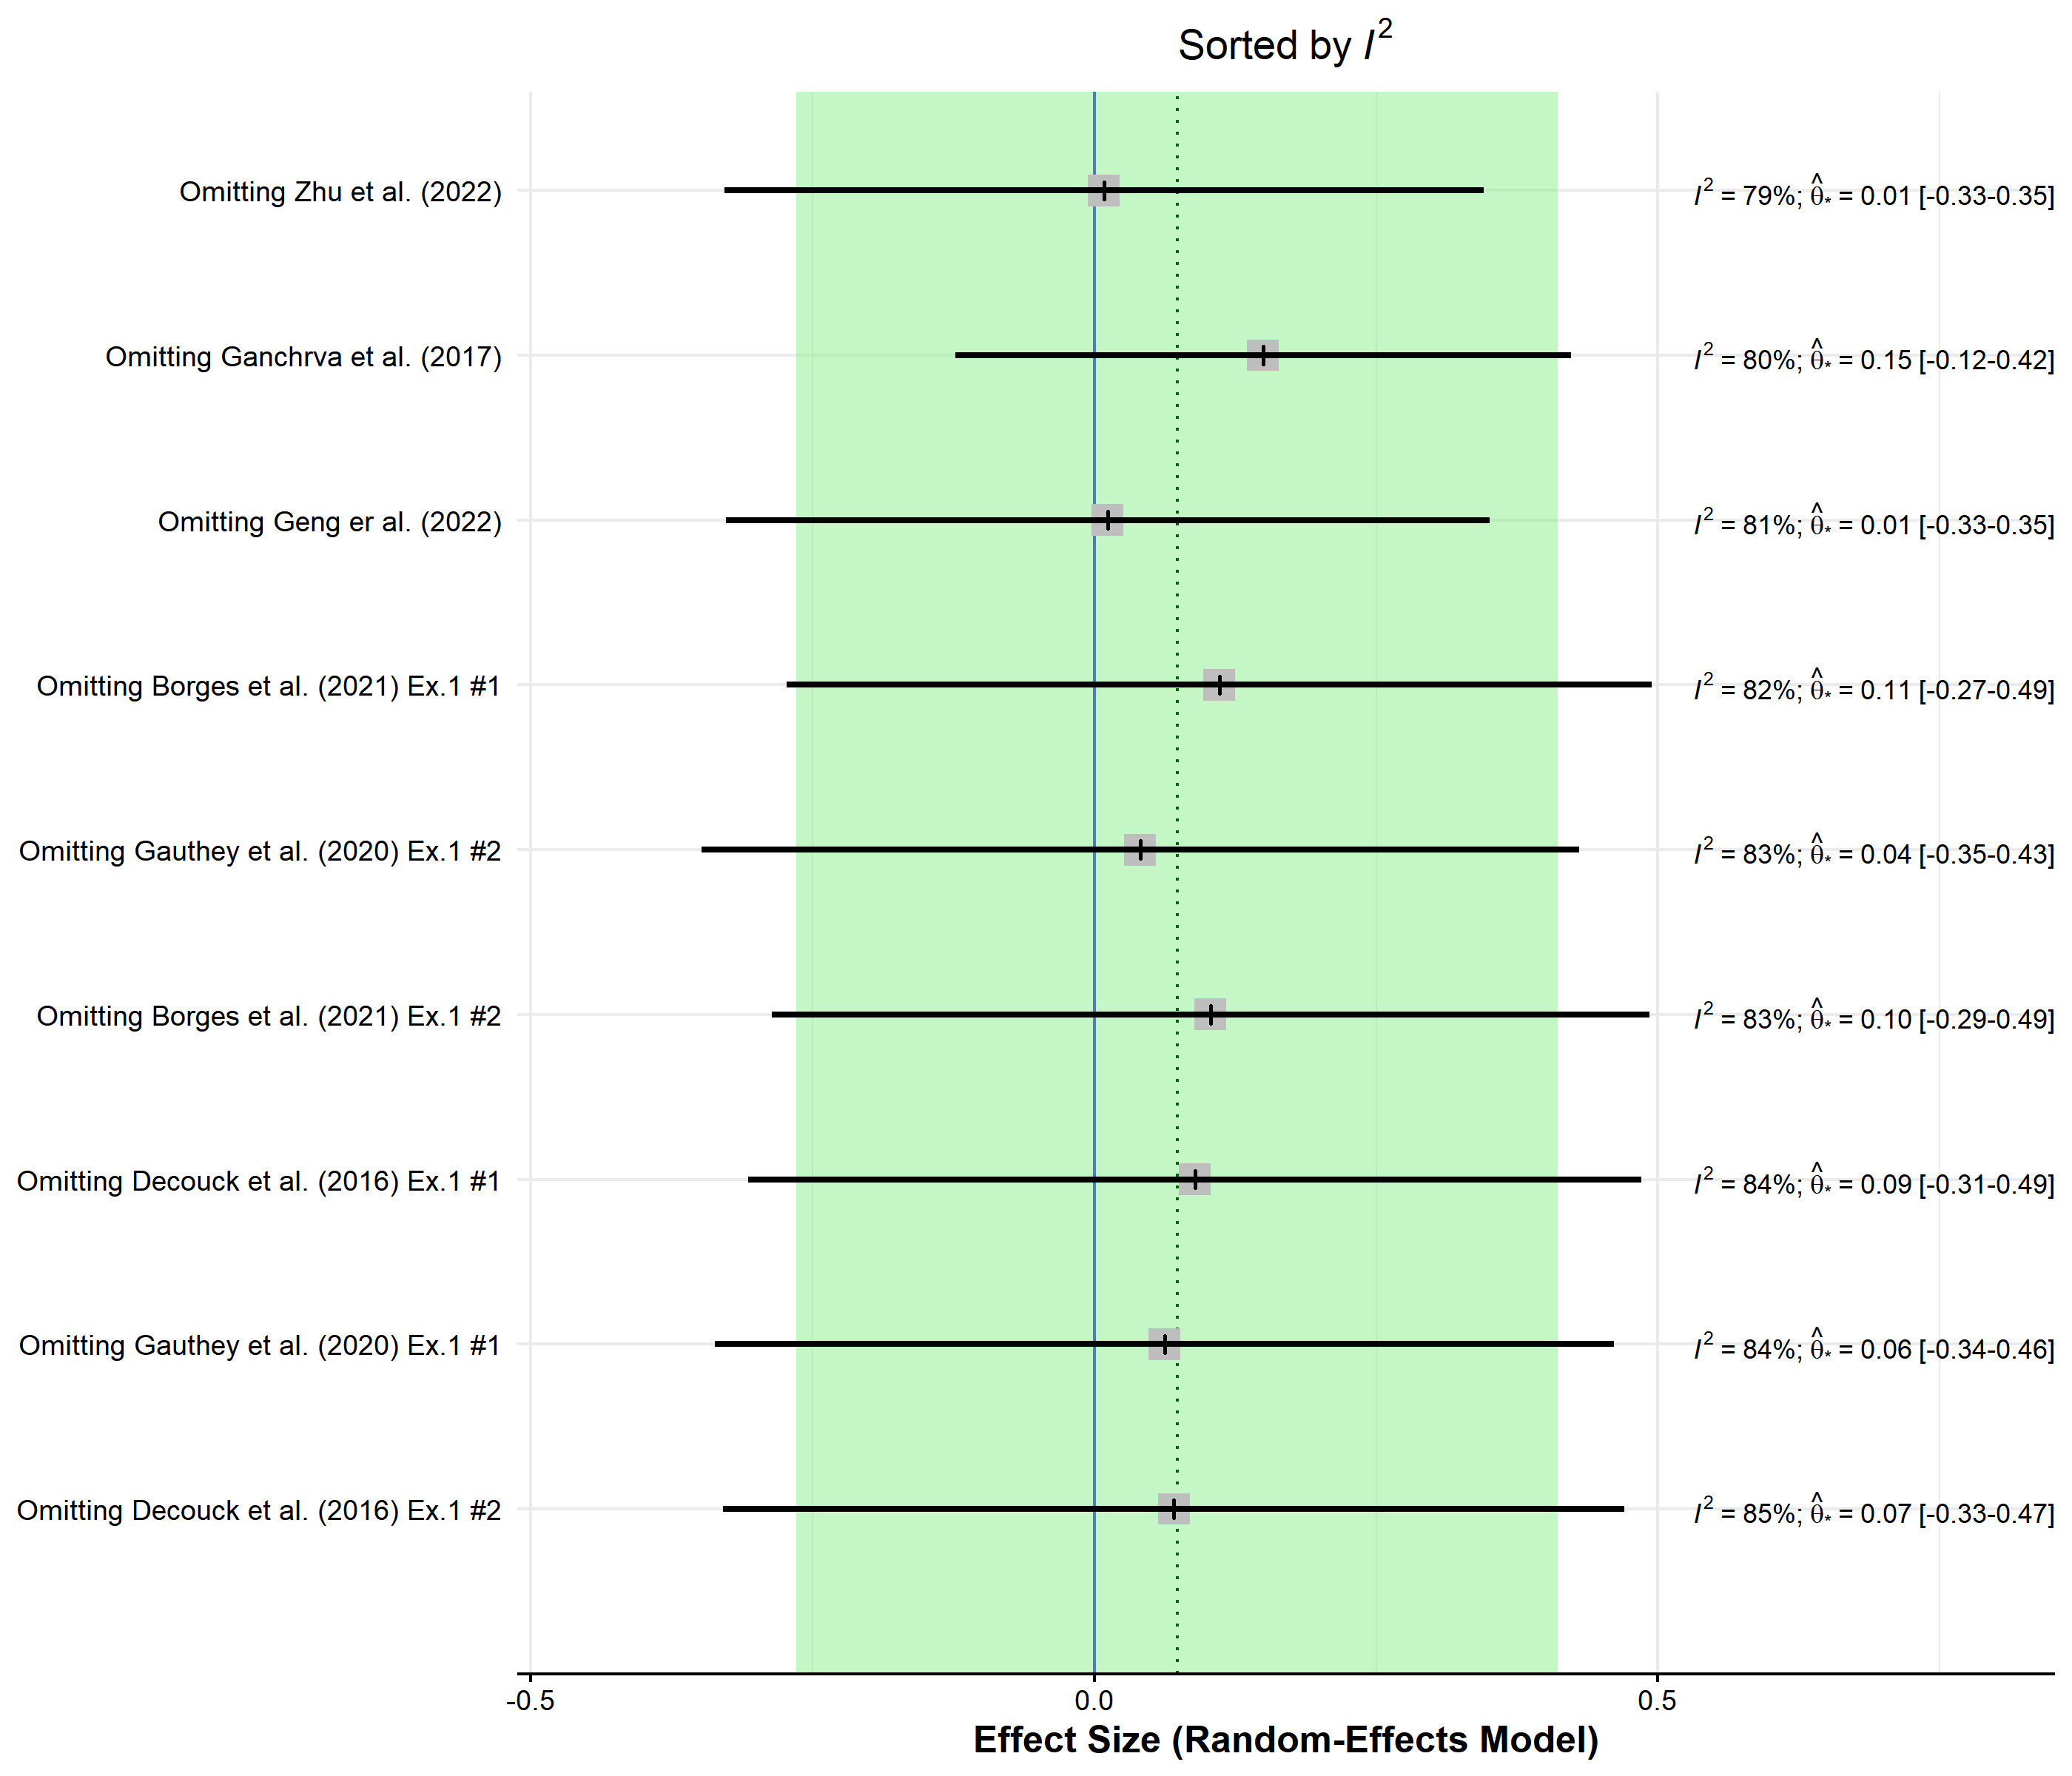 Sorted by I²
Omitting Zhu et al. (2022) I² = 79%; θ̂* = 0.01 [-0.33-0.35]
Omitting Ganchrva et al. (2017) I² = 80%; θ̂* = 0.15 [-0.12-0.42]
Omitting Geng er al. (2022) I² = 81%; θ̂* = 0.01 [-0.33-0.35]
Omitting Borges et al. (2021) Ex.1 #1 I² = 82%; θ̂* = 0.11 [-0.27-0.49]
Omitting Gauthey et al. (2020) Ex.1 #2 I² = 83%; θ̂* = 0.04 [-0.35-0.43]
Omitting Borges et al. (2021) Ex.1 #2 I² = 83%; θ̂* = 0.10 [-0.29-0.49]
Omitting Decouck et al. (2016) Ex.1 #1 I² = 84%; θ̂* = 0.09 [-0.31-0.49]
Omitting Gauthey et al. (2020) Ex.1 #1 I² = 84%; θ̂* = 0.06 [-0.34-0.46]
Omitting Decouck et al. (2016) Ex.1 #2 I² = 85%; θ̂* = 0.07 [-0.33-0.47]
-0.5 0.0 0.5
Effect Size (Random-Effects Model)